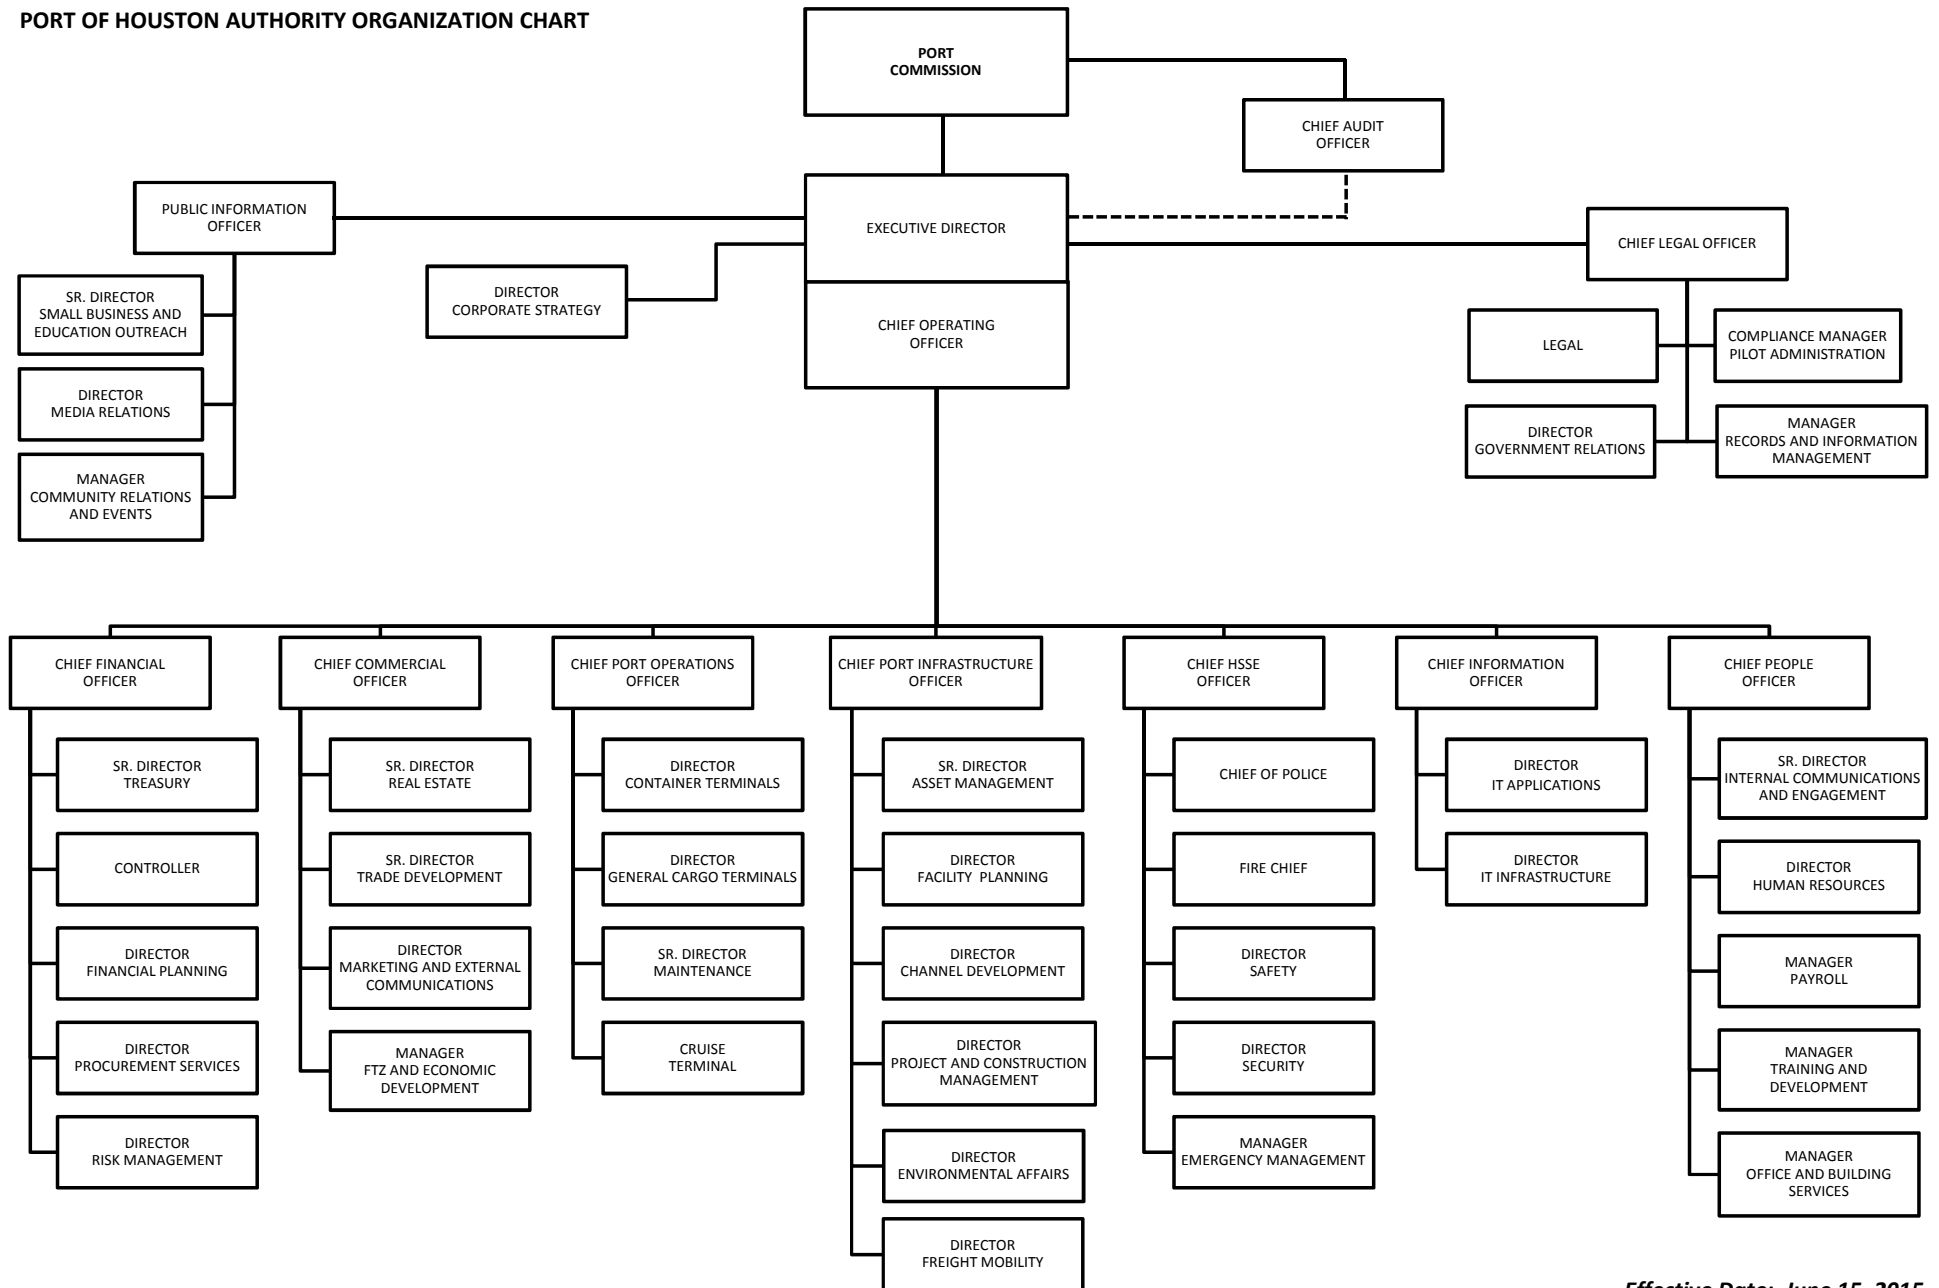 PORT OF HOUSTON AUTHORITY ORGANIZATION CHART
PORT
COMMISSION
CHIEF AUDIT
OFFICER
PUBLIC INFORMATION
OFFICER
EXECUTIVE DIRECTOR
CHIEF LEGAL OFFICER
SR. DIRECTOR
SMALL BUSINESS AND
EDUCATION OUTREACH
DIRECTOR
CORPORATE STRATEGY
CHIEF OPERATING
OFFICER
LEGAL
COMPLIANCE MANAGER
PILOT ADMINISTRATION
DIRECTOR
MEDIA RELATIONS
DIRECTOR
GOVERNMENT RELATIONS
MANAGER
RECORDS AND INFORMATION
MANAGEMENT
MANAGER
COMMUNITY RELATIONS
AND EVENTS
CHIEF FINANCIAL
OFFICER
CHIEF COMMERCIAL
OFFICER
CHIEF PORT OPERATIONS
OFFICER
CHIEF PORT INFRASTRUCTURE
OFFICER
CHIEF HSSE
OFFICER
CHIEF INFORMATION
OFFICER
CHIEF PEOPLE
OFFICER
SR. DIRECTOR
TREASURY
CONTROLLER
DIRECTOR
FINANCIAL PLANNING
DIRECTOR
PROCUREMENT SERVICES
DIRECTOR
RISK MANAGEMENT
SR. DIRECTOR
REAL ESTATE
SR. DIRECTOR
TRADE DEVELOPMENT
DIRECTOR
MARKETING AND EXTERNAL
COMMUNICATIONS
MANAGER
FTZ AND ECONOMIC
DEVELOPMENT
DIRECTOR
CONTAINER TERMINALS
DIRECTOR
GENERAL CARGO TERMINALS
SR. DIRECTOR
MAINTENANCE
CRUISE
TERMINAL
SR. DIRECTOR
ASSET MANAGEMENT
DIRECTOR
FACILITY PLANNING
DIRECTOR
CHANNEL DEVELOPMENT
DIRECTOR
PROJECT AND CONSTRUCTION
MANAGEMENT
DIRECTOR
ENVIRONMENTAL AFFAIRS
DIRECTOR
FREIGHT MOBILITY
CHIEF OF POLICE
FIRE CHIEF
DIRECTOR
SAFETY
DIRECTOR
SECURITY
MANAGER
EMERGENCY MANAGEMENT
DIRECTOR
IT APPLICATIONS
DIRECTOR
IT INFRASTRUCTURE
SR. DIRECTOR
INTERNAL COMMUNICATIONS
AND ENGAGEMENT
DIRECTOR
HUMAN RESOURCES
MANAGER
PAYROLL
MANAGER
TRAINING AND
DEVELOPMENT
MANAGER
OFFICE AND BUILDING
SERVICES
Effective Date: June 15, 2015